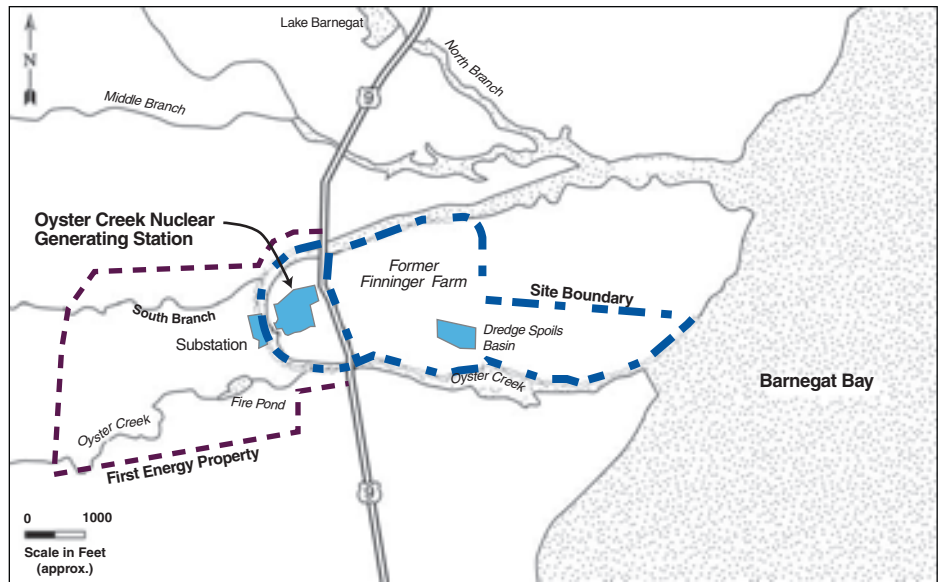 Lake Barnegat
N
North Branch
9
Middle Branch
Oyster Creek Nuclear
Generating Station
Former
Finninger Farm
Site Boundary
South Branch
Substation
Dredge Spoils
Basin
Oyster Creek
Barnegat Bay
Fire Pond
Oyster Creek
First Energy Property
9
0 1000
Scale in Feet
(approx.)